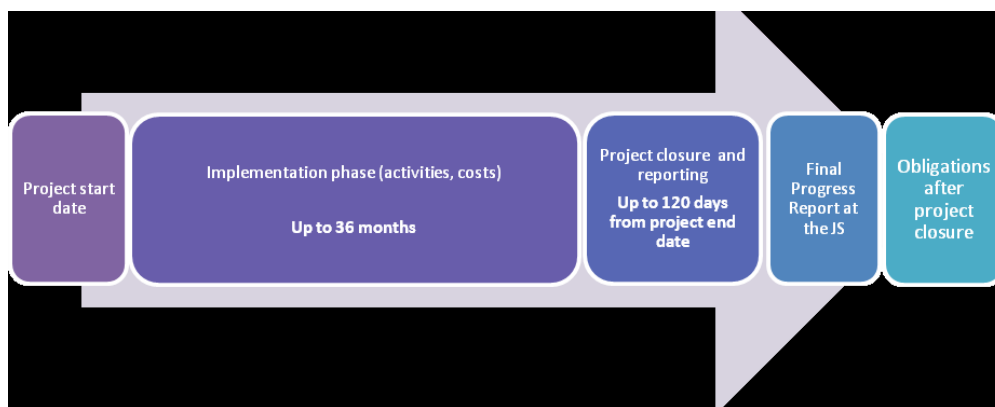 Project start
date
Implementation phase (activities, costs)
Up to 36 months
Project closure and
reporting
Up to 120 days
from project end
date
Final
Progress
Report at
the JS
Obligations
after
project
closure